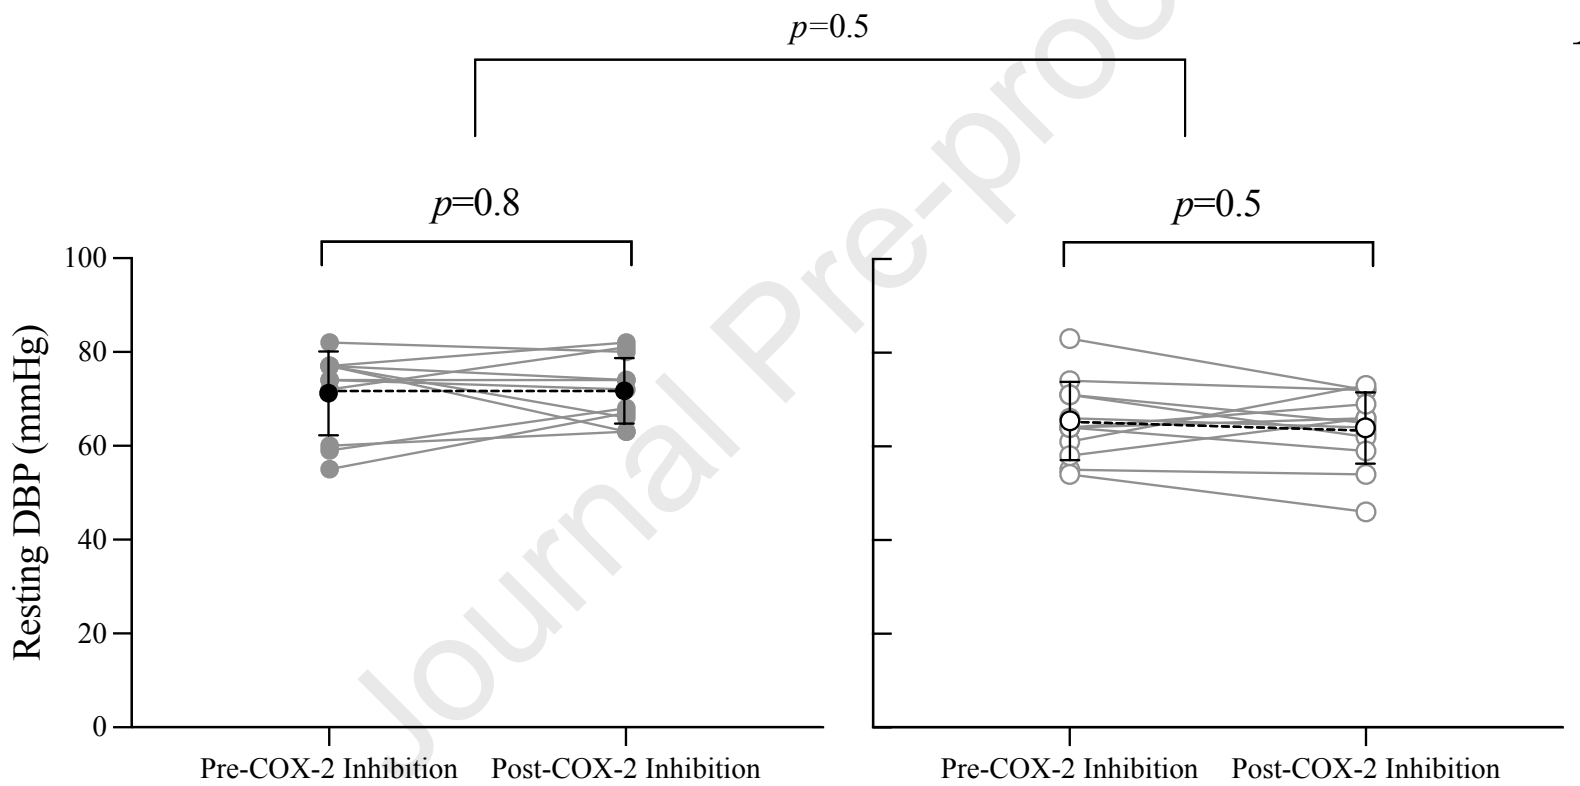 p=0.5
p=0.8
p=0.5
100
80
60
40
20
0
Resting DBP (mmHg)
Pre-COX-2 Inhibition Post-COX-2 Inhibition
Pre-COX-2 Inhibition Post-COX-2 Inhibition
Journal Pre-proo